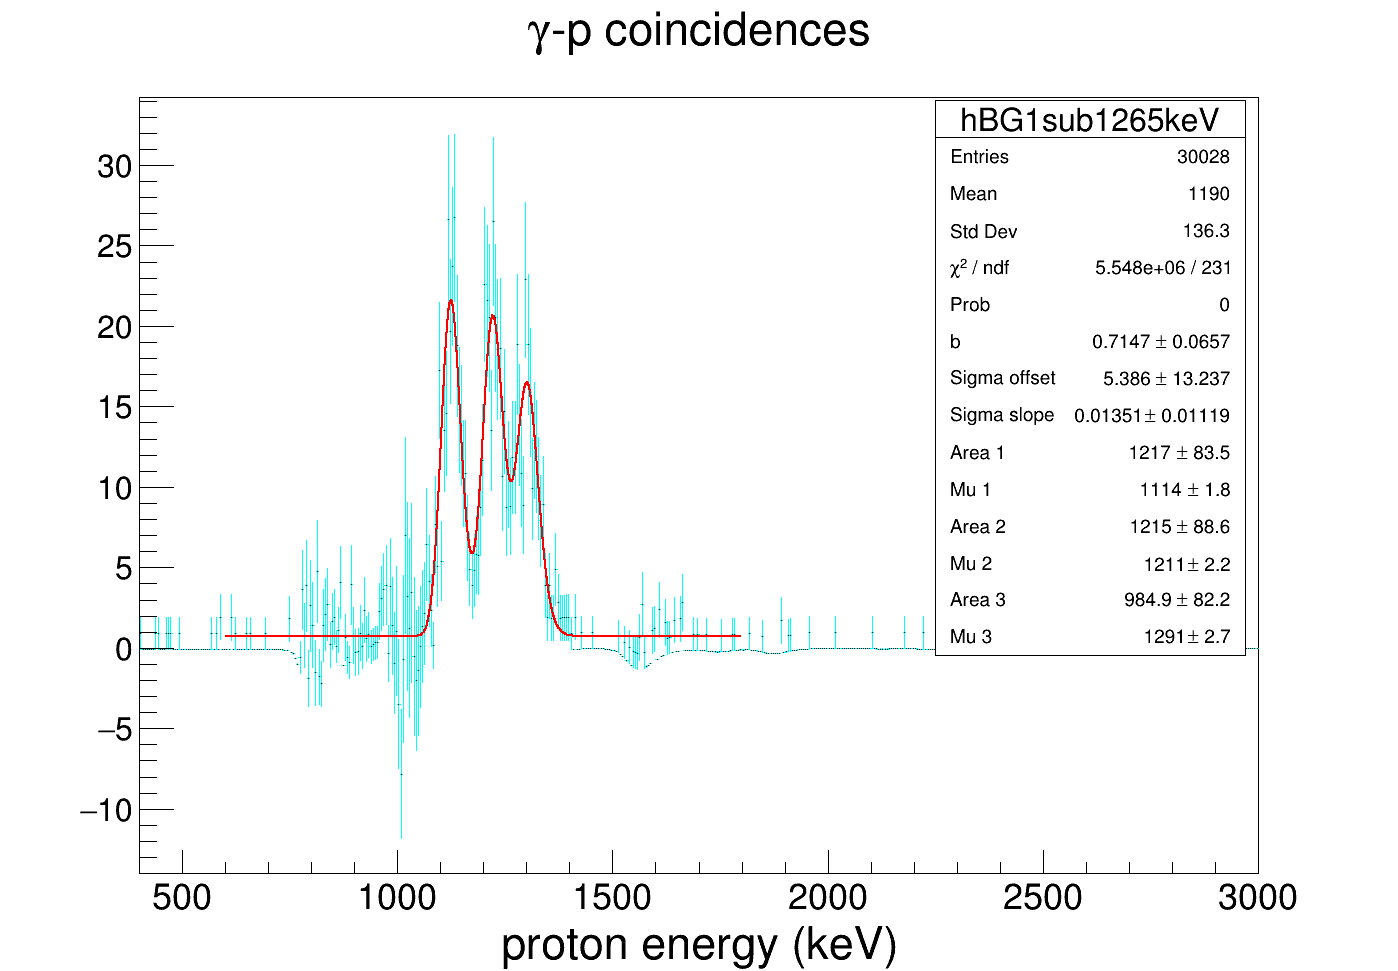 γ-p coincidences
hBG1sub1265keV
Entries 30028
Mean 1190
Std Dev 136.3
χ² / ndf 5.548e+06 / 231
Prob 0
b 0.7147 ± 0.0657
Sigma offset 5.386 ± 13.237
Sigma slope 0.01351 ± 0.01119
Area 1 1217 ± 83.5
Mu 1 1114 ± 1.8
Area 2 1215 ± 88.6
Mu 2 1211 ± 2.2
Area 3 984.9 ± 82.2
Mu 3 1291 ± 2.7
30
25
20
15
10
5
0
−5
−10
500 1000 1500 2000 2500 3000
proton energy (keV)